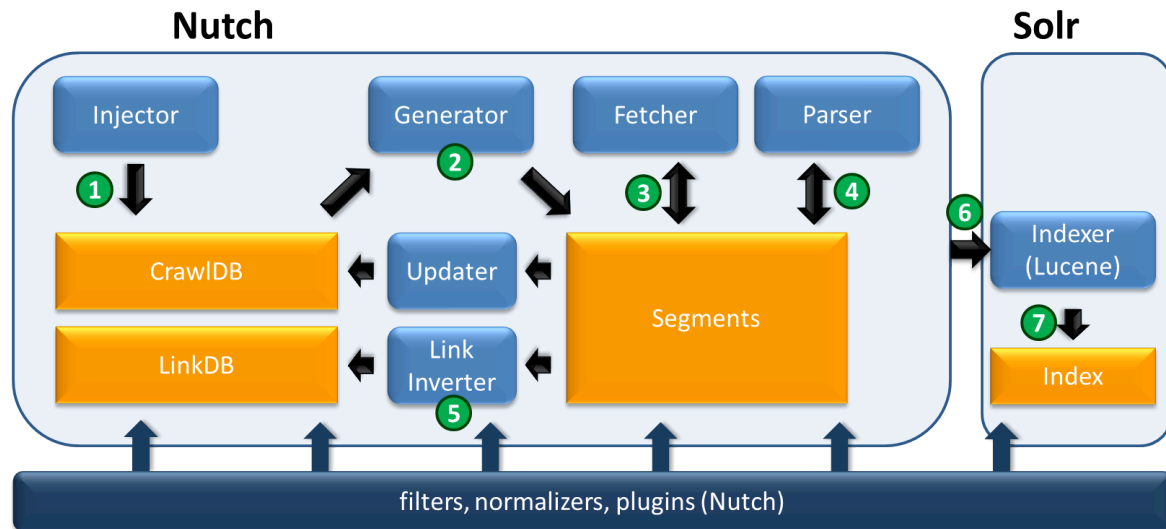 Nutch
Solr
Injector
Generator
Fetcher
Parser
1
2
3
4
6
CrawlDB
Updater
Segments
Indexer
(Lucene)
7
LinkDB
Link
Inverter
5
Index
filters, normalizers, plugins (Nutch)